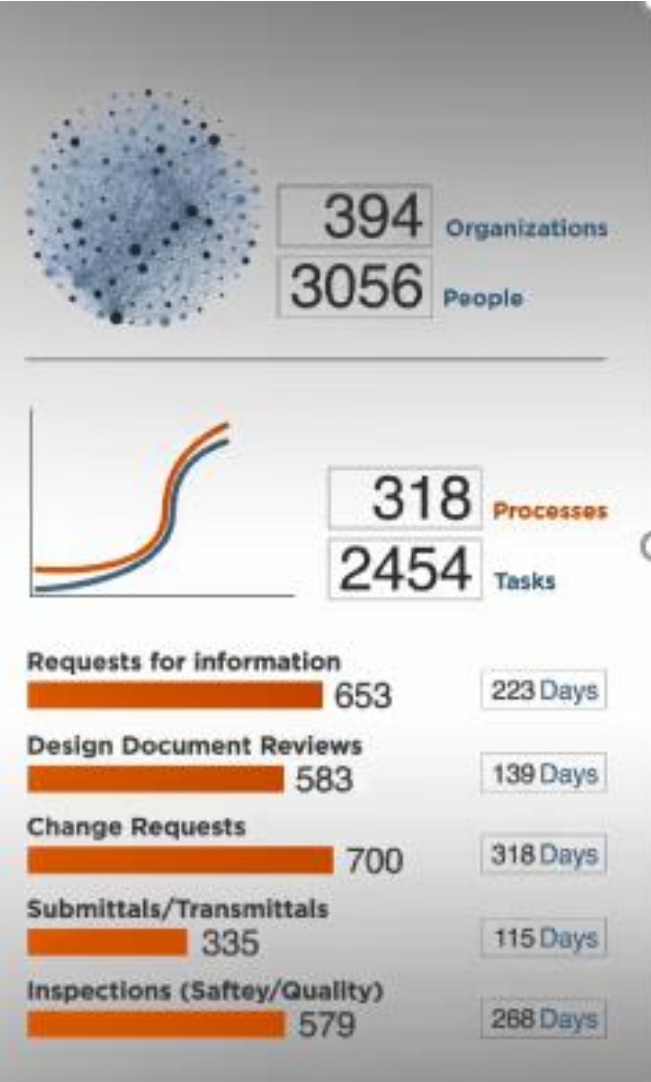 394 Organizations
3056 People
318 Processes
2454 Tasks
Requests for information
653 223 Days
Design Document Reviews
583 139 Days
Change Requests
700 318 Days
Submittals/Transmittals
335 115 Days
Inspections (Saftey/Quality)
579 268 Days